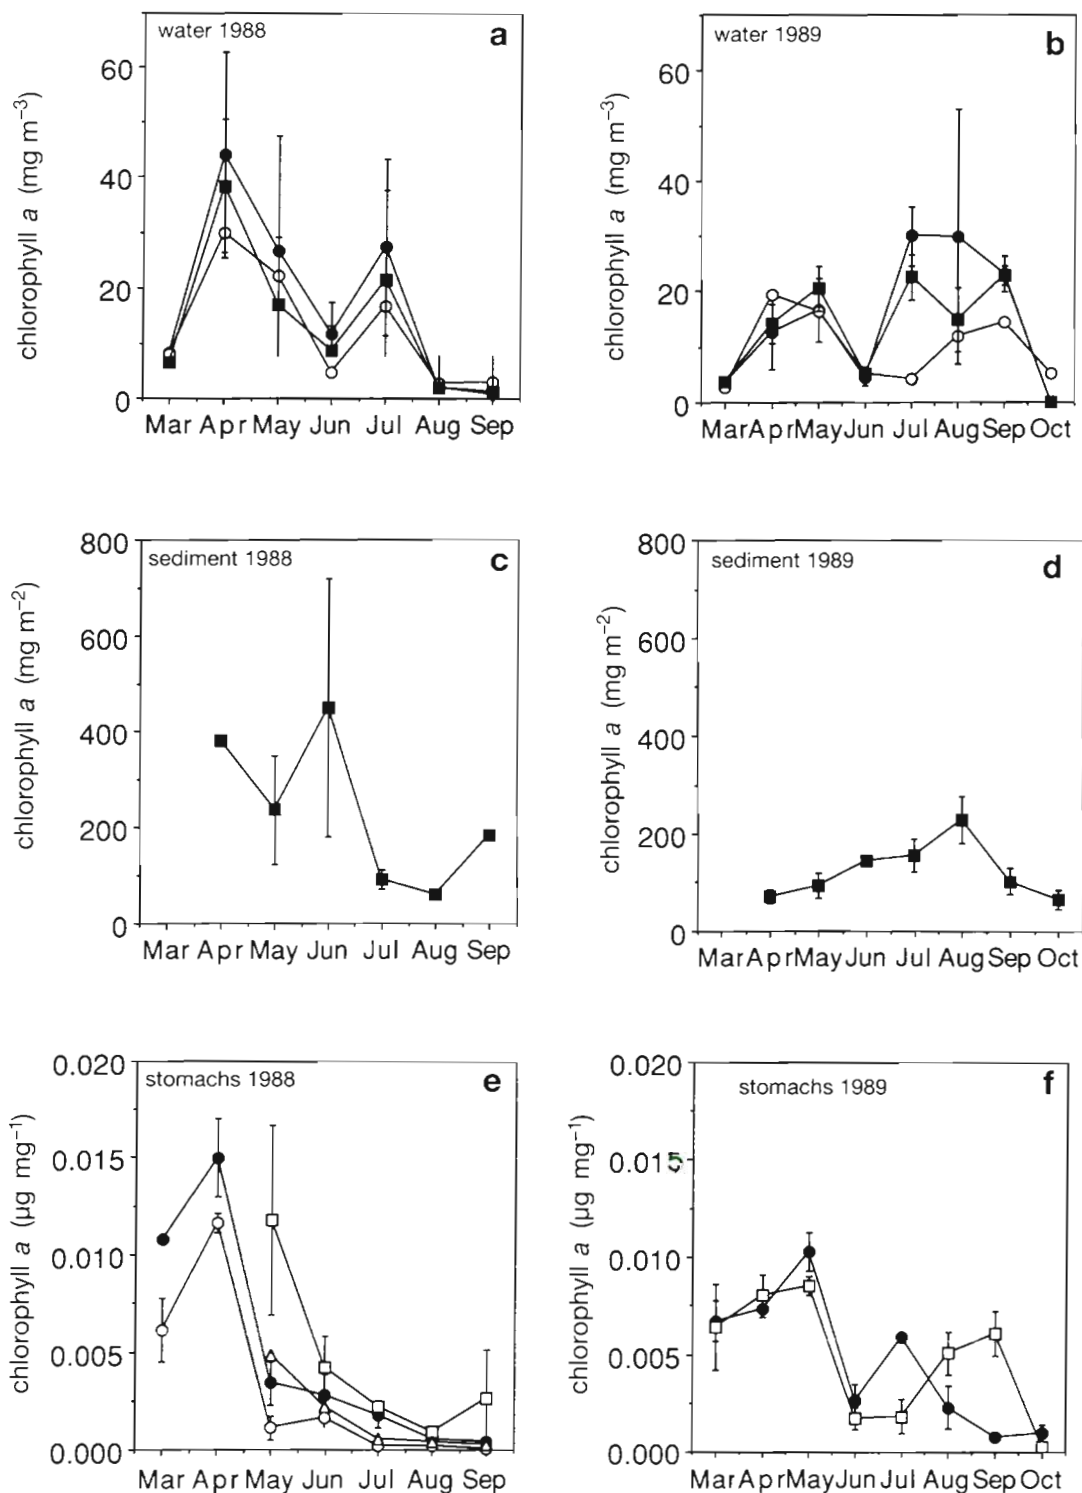 water 1988
a
chlorophyll a (mg m⁻³)
60
40
20
0
Mar Apr May Jun Jul Aug Sep
water 1989
b
chlorophyll a (mg m⁻³)
60
40
20
0
Mar Apr May Jun Jul Aug Sep Oct
sediment 1988
c
chlorophyll a (mg m⁻²)
800
600
400
200
0
Mar Apr May Jun Jul Aug Sep
sediment 1989
d
chlorophyll a (mg m⁻²)
800
600
400
200
0
Mar Apr May Jun Jul Aug Sep Oct
stomachs 1988
e
chlorophyll a (µg mg⁻¹)
0.020
0.015
0.010
0.005
0.000
Mar Apr May Jun Jul Aug Sep
stomachs 1989
f
chlorophyll a (µg mg⁻¹)
0.020
0.015
0.010
0.005
0.000
Mar Apr May Jun Jul Aug Sep Oct